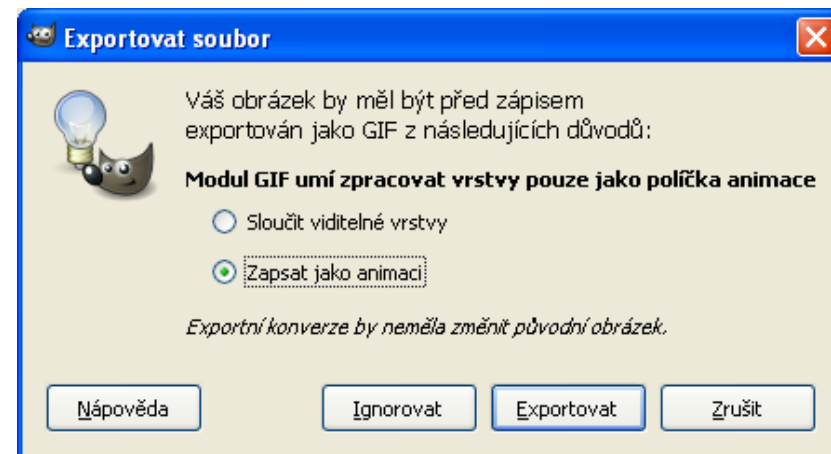 Exportovat soubor
Váš obrázek by měl být před zápisem
exportován jako GIF z následujících důvodů:
Modul GIF umí zpracovat vrstvy pouze jako políčka animace
Sloučit viditelné vrstvy
Zapsat jako animaci
Exportní konverze by neměla změnit původní obrázek.
Nápověda Ignorovat Exportovat Zrušit